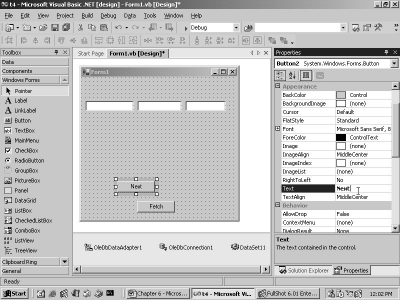 t4 - Microsoft Visual Basic .NET [design] - Form1.vb [Design]*
File Edit View Project Build Debug Data Tools Window Help
Debug
Toolbox
Data
Components
Windows Forms
Pointer
Label
LinkLabel
Button
TextBox
MainMenu
CheckBox
RadioButton
GroupBox
PictureBox
Panel
DataGrid
ListBox
CheckedListBox
ComboBox
ListView
TreeView
Clipboard Ring
General
Start Page Form1.vb [Design]*
Form1
Next
Fetch
OleDbDataAdapter1 OleDbConnection1 DataSet11
Properties
Button2 System.Windows.Forms.Button
Appearance
BackColor Control
BackgroundImage (none)
Cursor Default
FlatStyle Standard
Font Microsoft Sans Serif, 8
ForeColor ControlText
Image (none)
ImageAlign MiddleCenter
ImageIndex (none)
ImageList (none)
RightToLeft No
Text Next
TextAlign MiddleCenter
Behavior
AllowDrop False
ContextMenu (none)
DialogResult None
Text
The text contained in the control.
Solution Explorer Properties
Ready
Start Chapter 6 - Micros... t4 - Microsoft Vis... FullShot 6.01 Enter... 12:02 PM